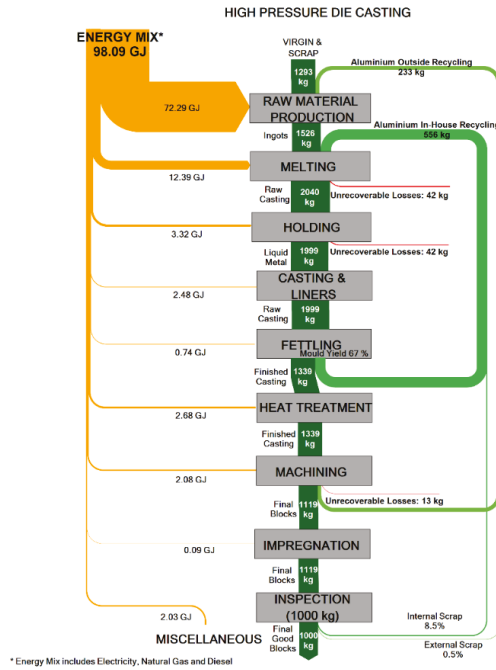 HIGH PRESSURE DIE CASTING
ENERGY MIX*
98.09 GJ
VIRGIN &
SCRAP
1293
kg
Aluminium Outside Recycling
233 kg
72.29 GJ
RAW MATERIAL
PRODUCTION
Aluminium In-House Recycling
556 kg
Ingots
1526
kg
MELTING
12.39 GJ
Raw
Casting
2040
kg
Unrecoverable Losses: 42 kg
HOLDING
3.32 GJ
Liquid
Metal
1999
kg
Unrecoverable Losses: 42 kg
CASTING &
LINERS
2.48 GJ
Raw
Casting
1999
kg
FETTLING
Mould Yield 67 %
0.74 GJ
Finished
Casting
1339
kg
HEAT TREATMENT
2.68 GJ
Finished
Casting
1339
kg
MACHINING
2.08 GJ
Final
Blocks
1119
kg
Unrecoverable Losses: 13 kg
IMPREGNATION
0.09 GJ
Final
Blocks
1119
kg
INSPECTION
(1000 kg)
2.03 GJ
MISCELLANEOUS
Final
Good
Blocks
1000
kg
Internal Scrap
8.5%
External Scrap
0.5%
* Energy Mix includes Electricity, Natural Gas and Diesel